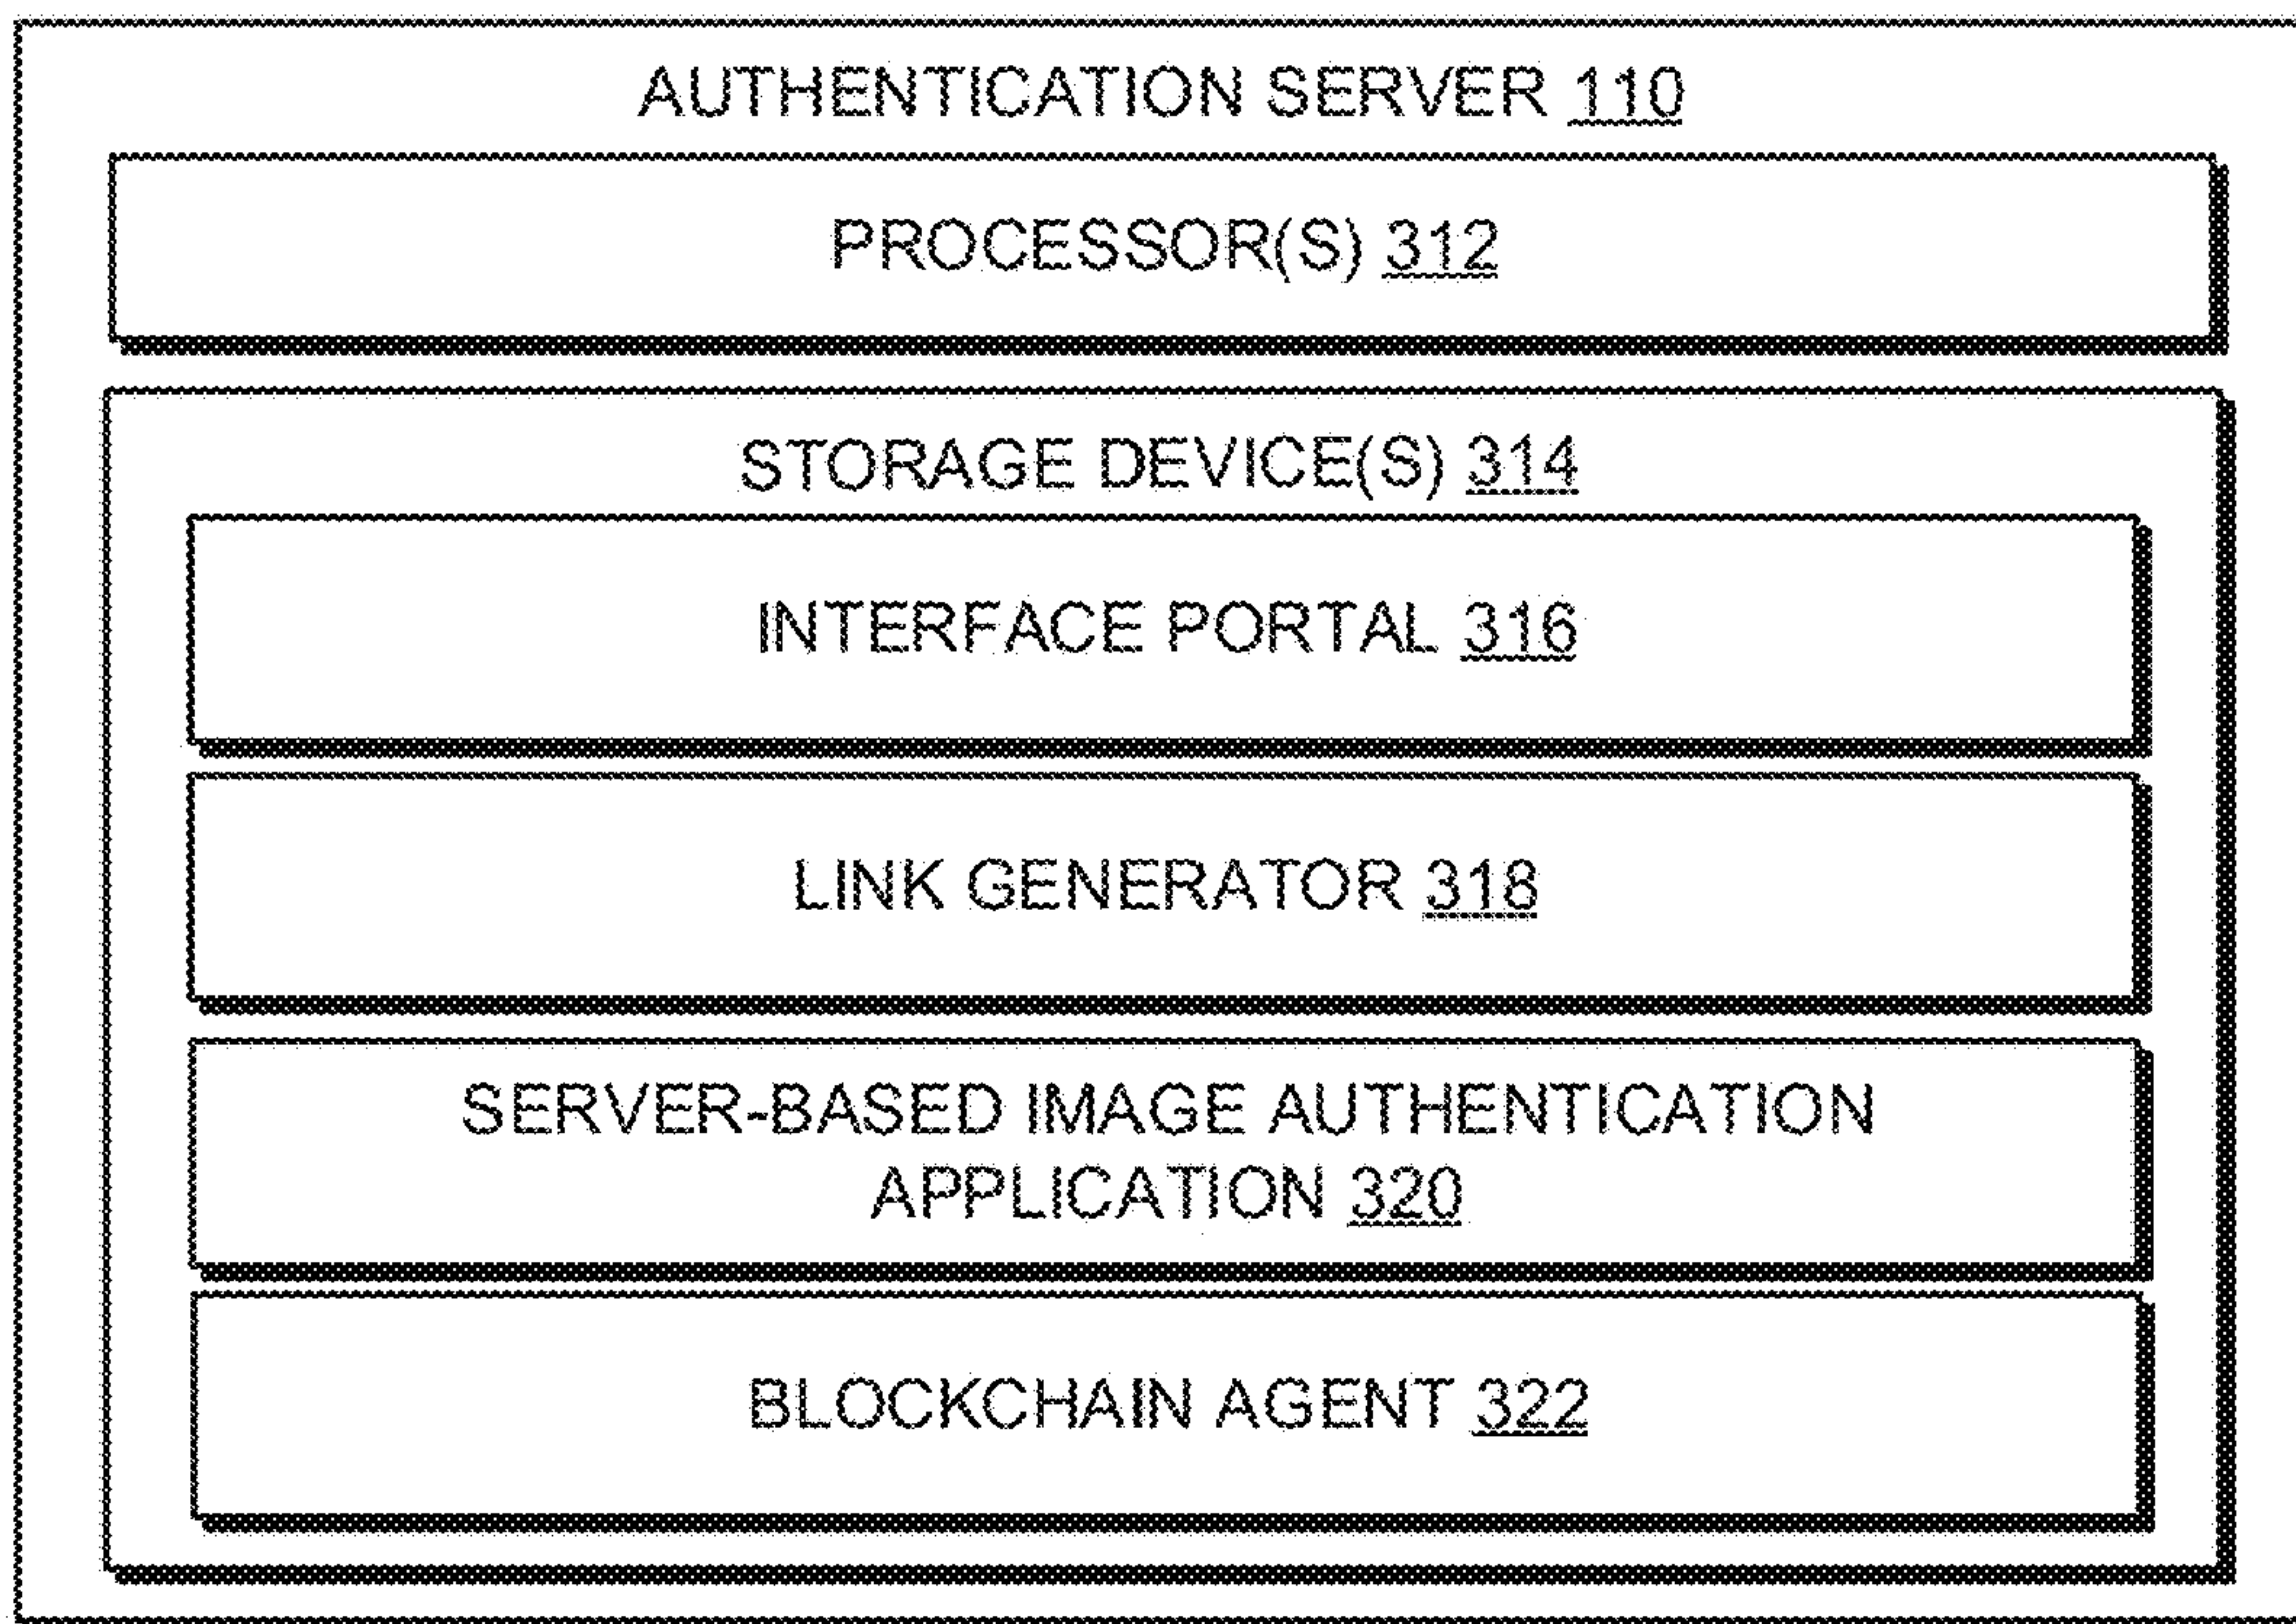 AUTHENTICATION SERVER 110
PROCESSOR(S) 312
STORAGE DEVICE(S) 314
INTERFACE PORTAL 316
LINK GENERATOR 318
SERVER-BASED IMAGE AUTHENTICATION
APPLICATION 320
BLOCKCHAIN AGENT 322